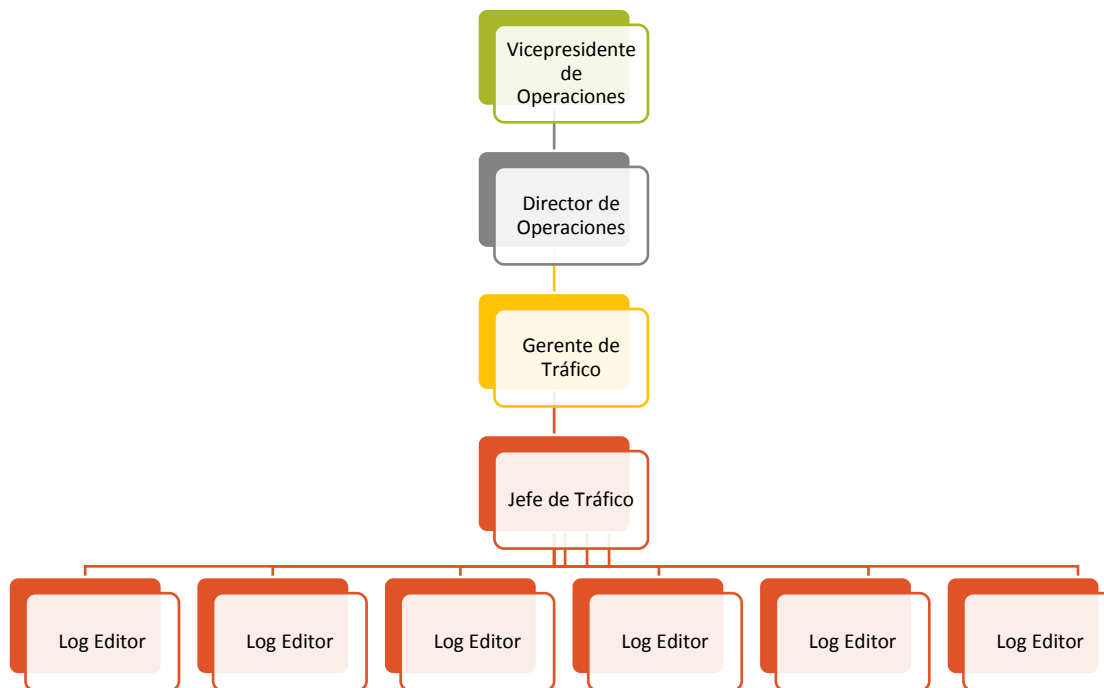 Vicepresidente
de
Operaciones
Director de
Operaciones
Gerente de
Tráfico
Jefe de Tráfico
Log Editor
Log Editor
Log Editor
Log Editor
Log Editor
Log Editor